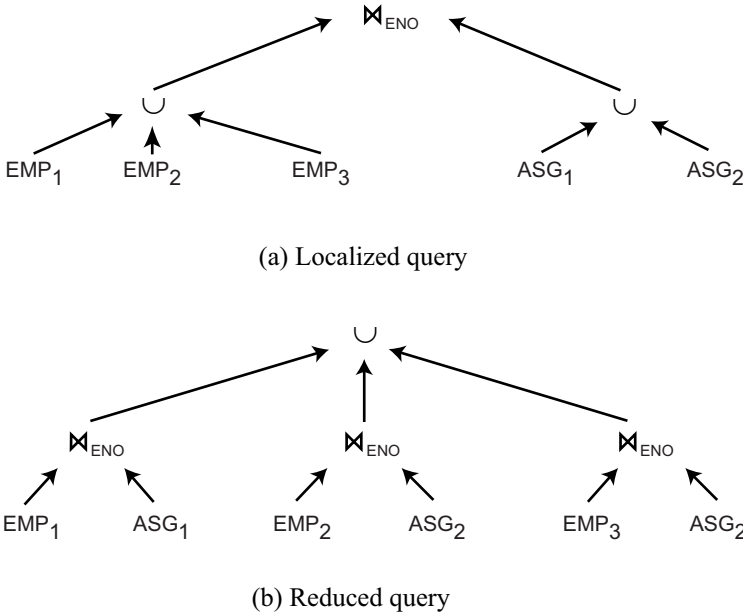 ⋈ENO
∪ ∪
EMP1 EMP2 EMP3 ASG1 ASG2
(a) Localized query
∪
⋈ENO ⋈ENO ⋈ENO
EMP1 ASG1 EMP2 ASG2 EMP3 ASG2
(b) Reduced query